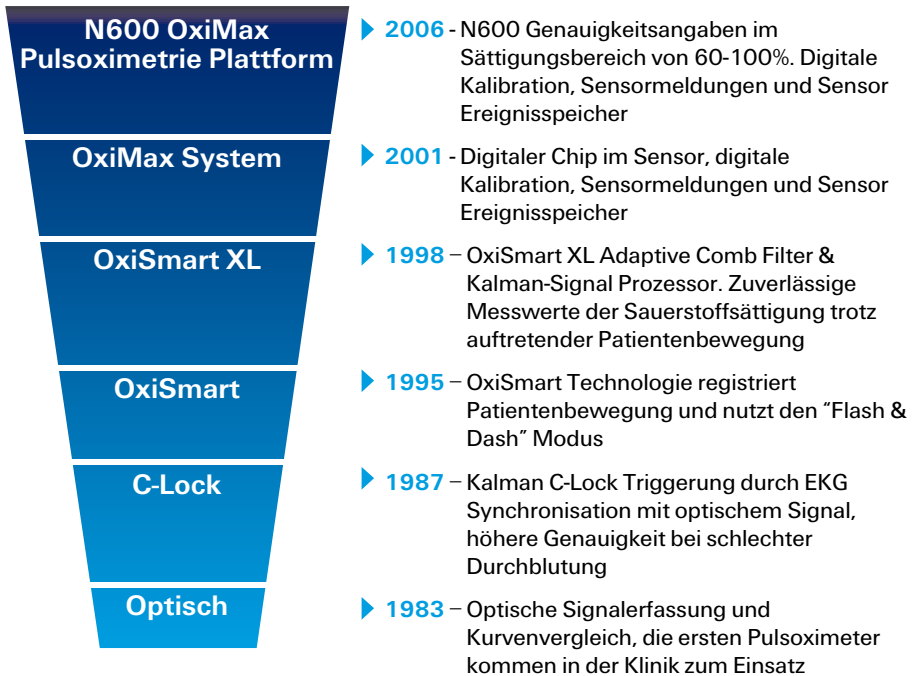 N600 OxiMax
Pulsoximetrie Plattform
2006 - N600 Genauigkeitsangaben im
Sättigungsbereich von 60-100%. Digitale
Kalibration, Sensormeldungen und Sensor
Ereignisspeicher
OxiMax System
2001 - Digitaler Chip im Sensor, digitale
Kalibration, Sensormeldungen und Sensor
Ereignisspeicher
OxiSmart XL
1998 – OxiSmart XL Adaptive Comb Filter &
Kalman-Signal Prozessor. Zuverlässige
Messwerte der Sauerstoffsättigung trotz
auftretender Patientenbewegung
OxiSmart
1995 – OxiSmart Technologie registriert
Patientenbewegung und nutzt den "Flash &
Dash" Modus
C-Lock
1987 – Kalman C-Lock Triggerung durch EKG
Synchronisation mit optischem Signal,
höhere Genauigkeit bei schlechter
Durchblutung
Optisch
1983 – Optische Signalerfassung und
Kurvenvergleich, die ersten Pulsoximeter
kommen in der Klinik zum Einsatz